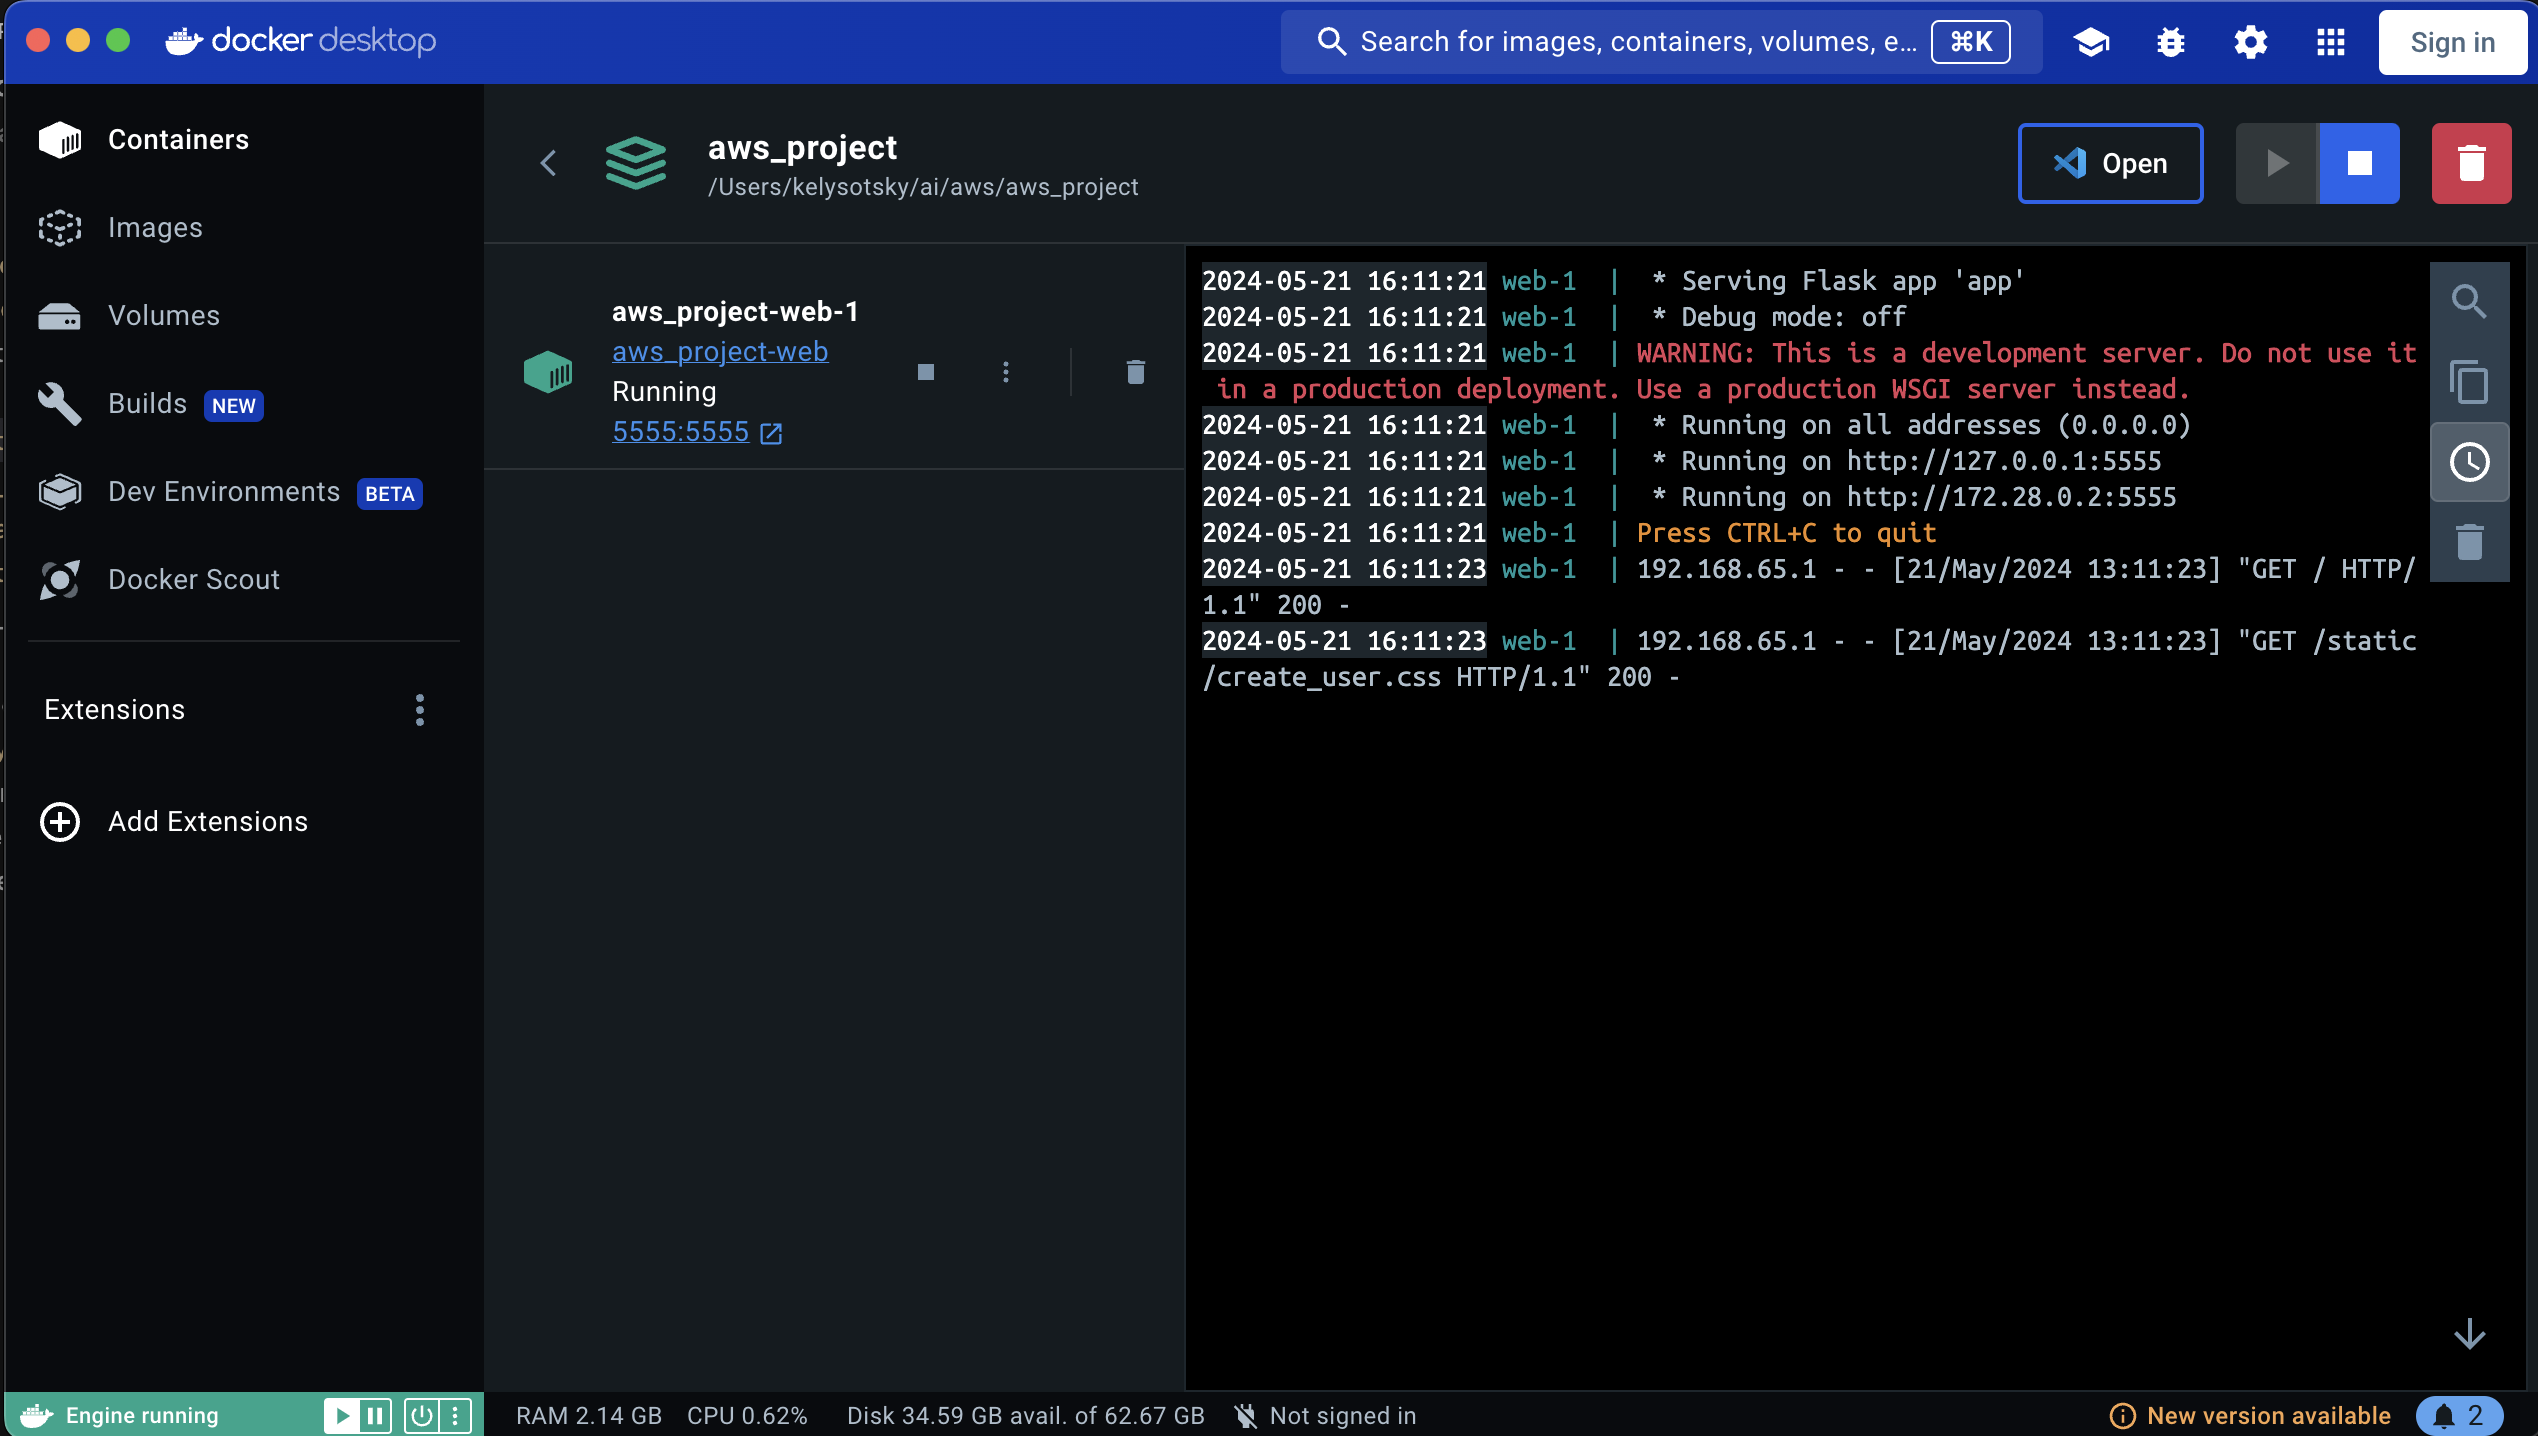 docker desktop
Search for images, containers, volumes, e...
⌘K
Sign in
Containers
Images
Volumes
Builds NEW
Dev Environments BETA
Docker Scout
Extensions
Add Extensions
aws_project
/Users/kelysotsky/ai/aws/aws_project
Open
aws_project-web-1
aws_project-web
Running
5555:5555
2024-05-21 16:11:21 web-1 | * Serving Flask app 'app'
2024-05-21 16:11:21 web-1 | * Debug mode: off
2024-05-21 16:11:21 web-1 | WARNING: This is a development server. Do not use it
in a production deployment. Use a production WSGI server instead.
2024-05-21 16:11:21 web-1 | * Running on all addresses (0.0.0.0)
2024-05-21 16:11:21 web-1 | * Running on http://127.0.0.1:5555
2024-05-21 16:11:21 web-1 | * Running on http://172.28.0.2:5555
2024-05-21 16:11:21 web-1 | Press CTRL+C to quit
2024-05-21 16:11:23 web-1 | 192.168.65.1 - - [21/May/2024 13:11:23] "GET / HTTP/
1.1" 200 -
2024-05-21 16:11:23 web-1 | 192.168.65.1 - - [21/May/2024 13:11:23] "GET /static
/create_user.css HTTP/1.1" 200 -
Engine running
RAM 2.14 GB CPU 0.62% Disk 34.59 GB avail. of 62.67 GB Not signed in
New version available
2